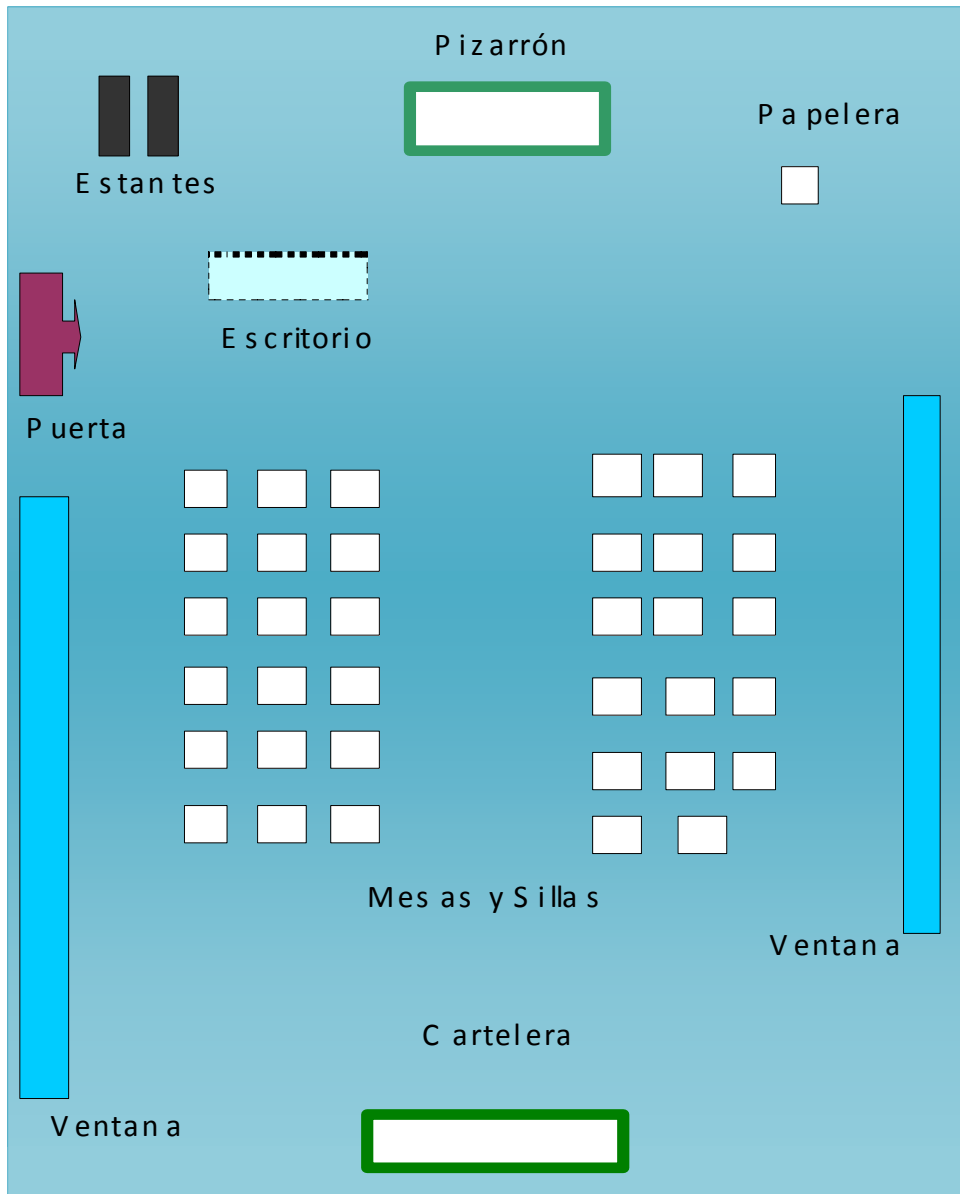 Pizarrón
Papelera
Estantes
Escritorio
Puerta
Mesas y Sillas
Ventana
Cartelera
Ventana